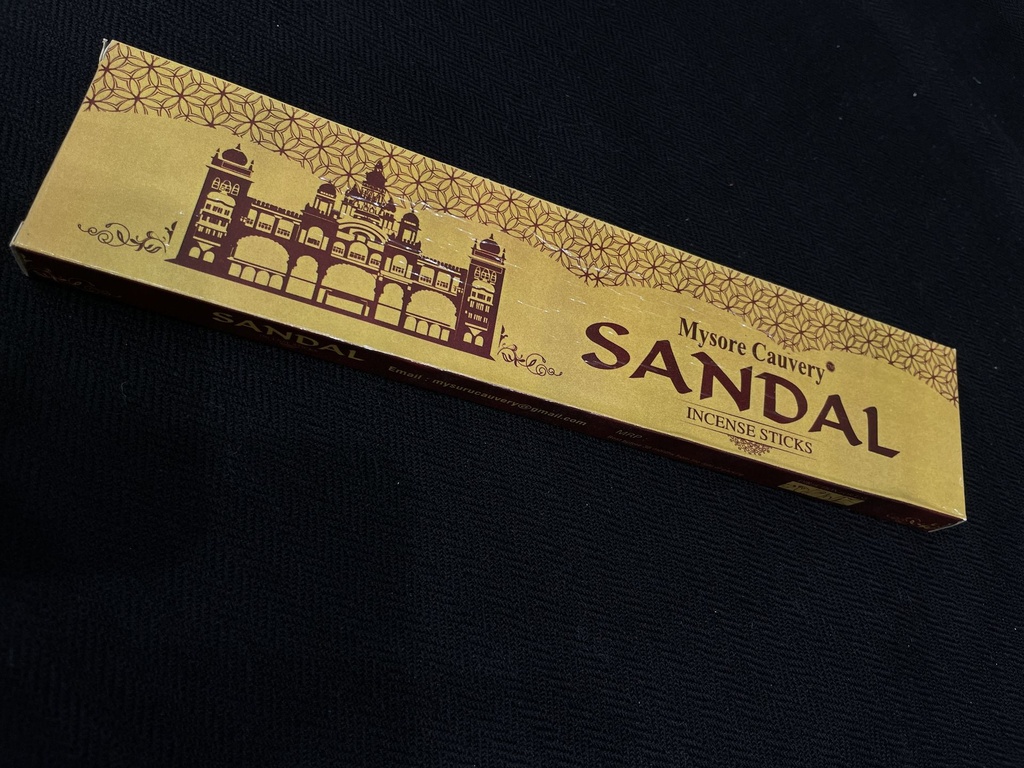 Mysore Cauvery®
SANDAL
INCENSE STICKS
SANDAL
Email : mysurucauvery@gmail.com
MRP